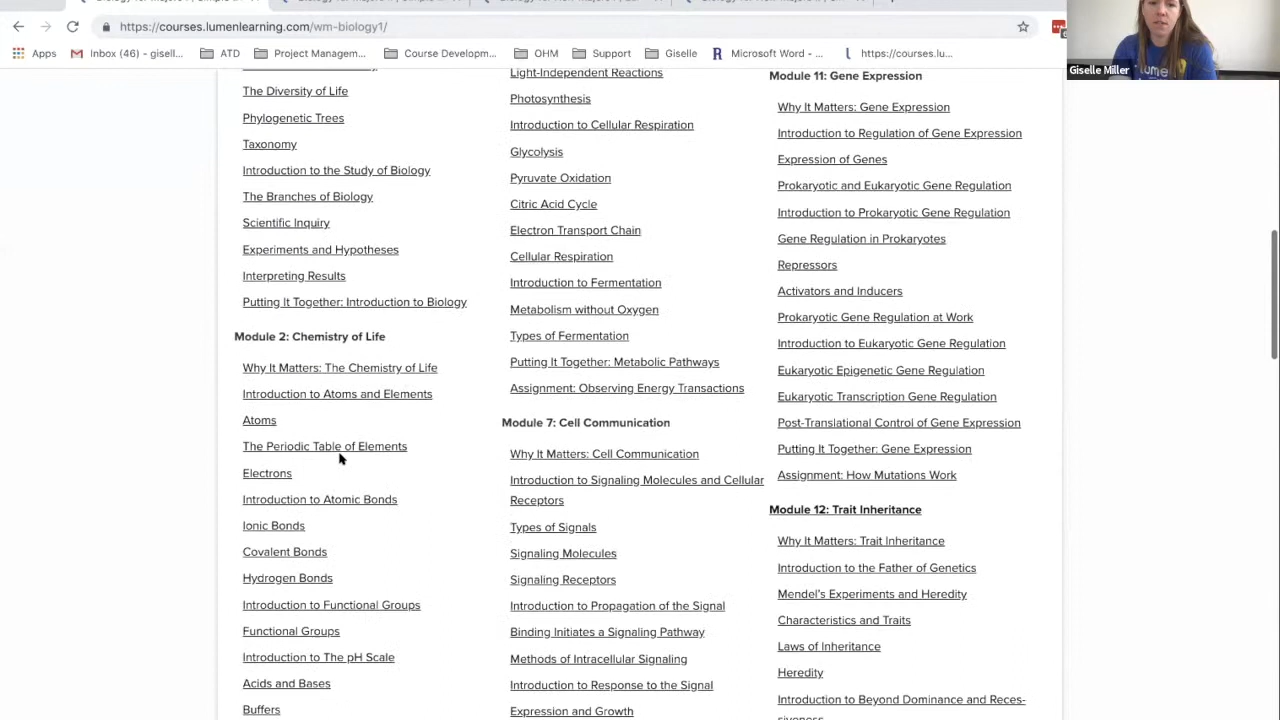 https://courses.lumenlearning.com/wm-biology1/
Apps
Inbox (46) - gisell...
ATD
Project Managem...
Course Developm...
OHM
Support
Giselle
Microsoft Word - ...
https://courses.lu...
Giselle Miller
The Diversity of Life
Phylogenetic Trees
Taxonomy
Introduction to the Study of Biology
The Branches of Biology
Scientific Inquiry
Experiments and Hypotheses
Interpreting Results
Putting It Together: Introduction to Biology
Module 2: Chemistry of Life
Why It Matters: The Chemistry of Life
Introduction to Atoms and Elements
Atoms
The Periodic Table of Elements
Electrons
Introduction to Atomic Bonds
Ionic Bonds
Covalent Bonds
Hydrogen Bonds
Introduction to Functional Groups
Functional Groups
Introduction to The pH Scale
Acids and Bases
Buffers
Light-Independent Reactions
Photosynthesis
Introduction to Cellular Respiration
Glycolysis
Pyruvate Oxidation
Citric Acid Cycle
Electron Transport Chain
Cellular Respiration
Introduction to Fermentation
Metabolism without Oxygen
Types of Fermentation
Putting It Together: Metabolic Pathways
Assignment: Observing Energy Transactions
Module 7: Cell Communication
Why It Matters: Cell Communication
Introduction to Signaling Molecules and Cellular
Receptors
Types of Signals
Signaling Molecules
Signaling Receptors
Introduction to Propagation of the Signal
Binding Initiates a Signaling Pathway
Methods of Intracellular Signaling
Introduction to Response to the Signal
Expression and Growth
Module 11: Gene Expression
Why It Matters: Gene Expression
Introduction to Regulation of Gene Expression
Expression of Genes
Prokaryotic and Eukaryotic Gene Regulation
Introduction to Prokaryotic Gene Regulation
Gene Regulation in Prokaryotes
Repressors
Activators and Inducers
Prokaryotic Gene Regulation at Work
Introduction to Eukaryotic Gene Regulation
Eukaryotic Epigenetic Gene Regulation
Eukaryotic Transcription Gene Regulation
Post-Translational Control of Gene Expression
Putting It Together: Gene Expression
Assignment: How Mutations Work
Module 12: Trait Inheritance
Why It Matters: Trait Inheritance
Introduction to the Father of Genetics
Mendel's Experiments and Heredity
Characteristics and Traits
Laws of Inheritance
Heredity
Introduction to Beyond Dominance and Reces-
siveness